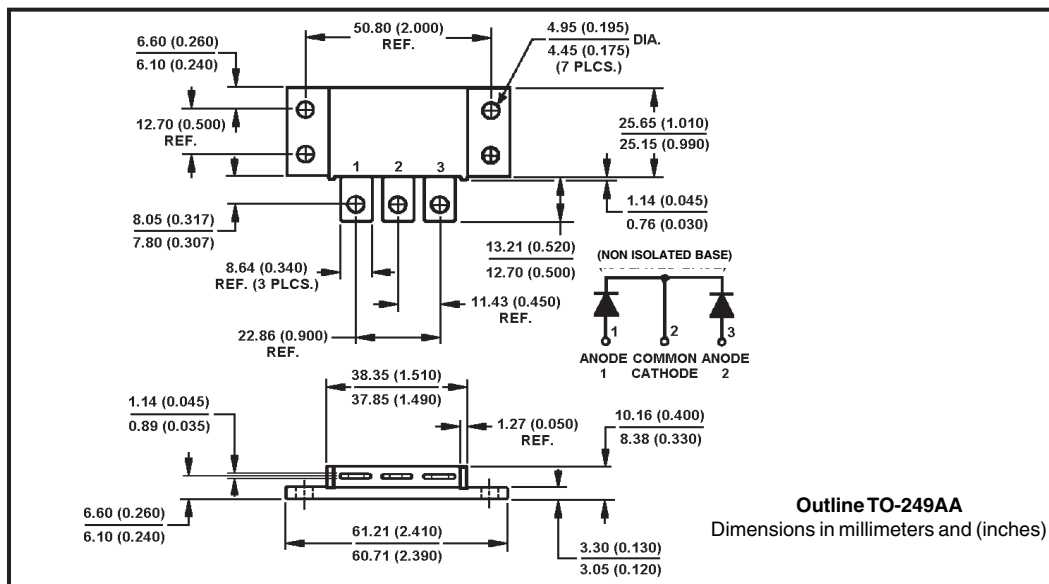 50.80 (2.000)
REF.
4.95 (0.195)
4.45 (0.175)
DIA.
(7 PLCS.)
6.60 (0.260)
6.10 (0.240)
12.70 (0.500)
REF.
25.65 (1.010)
25.15 (0.990)
1 2 3
8.05 (0.317)
7.80 (0.307)
1.14 (0.045)
0.76 (0.030)
13.21 (0.520)
12.70 (0.500)
8.64 (0.340)
REF. (3 PLCS.)
11.43 (0.450)
REF.
22.86 (0.900)
REF.
(NON ISOLATED BASE)
1 2 3
ANODE COMMON ANODE
1 CATHODE 2
38.35 (1.510)
37.85 (1.490)
1.14 (0.045)
0.89 (0.035)
1.27 (0.050)
REF.
10.16 (0.400)
8.38 (0.330)
6.60 (0.260)
6.10 (0.240)
61.21 (2.410)
60.71 (2.390)
3.30 (0.130)
3.05 (0.120)
Outline TO-249AA
Dimensions in millimeters and (inches)